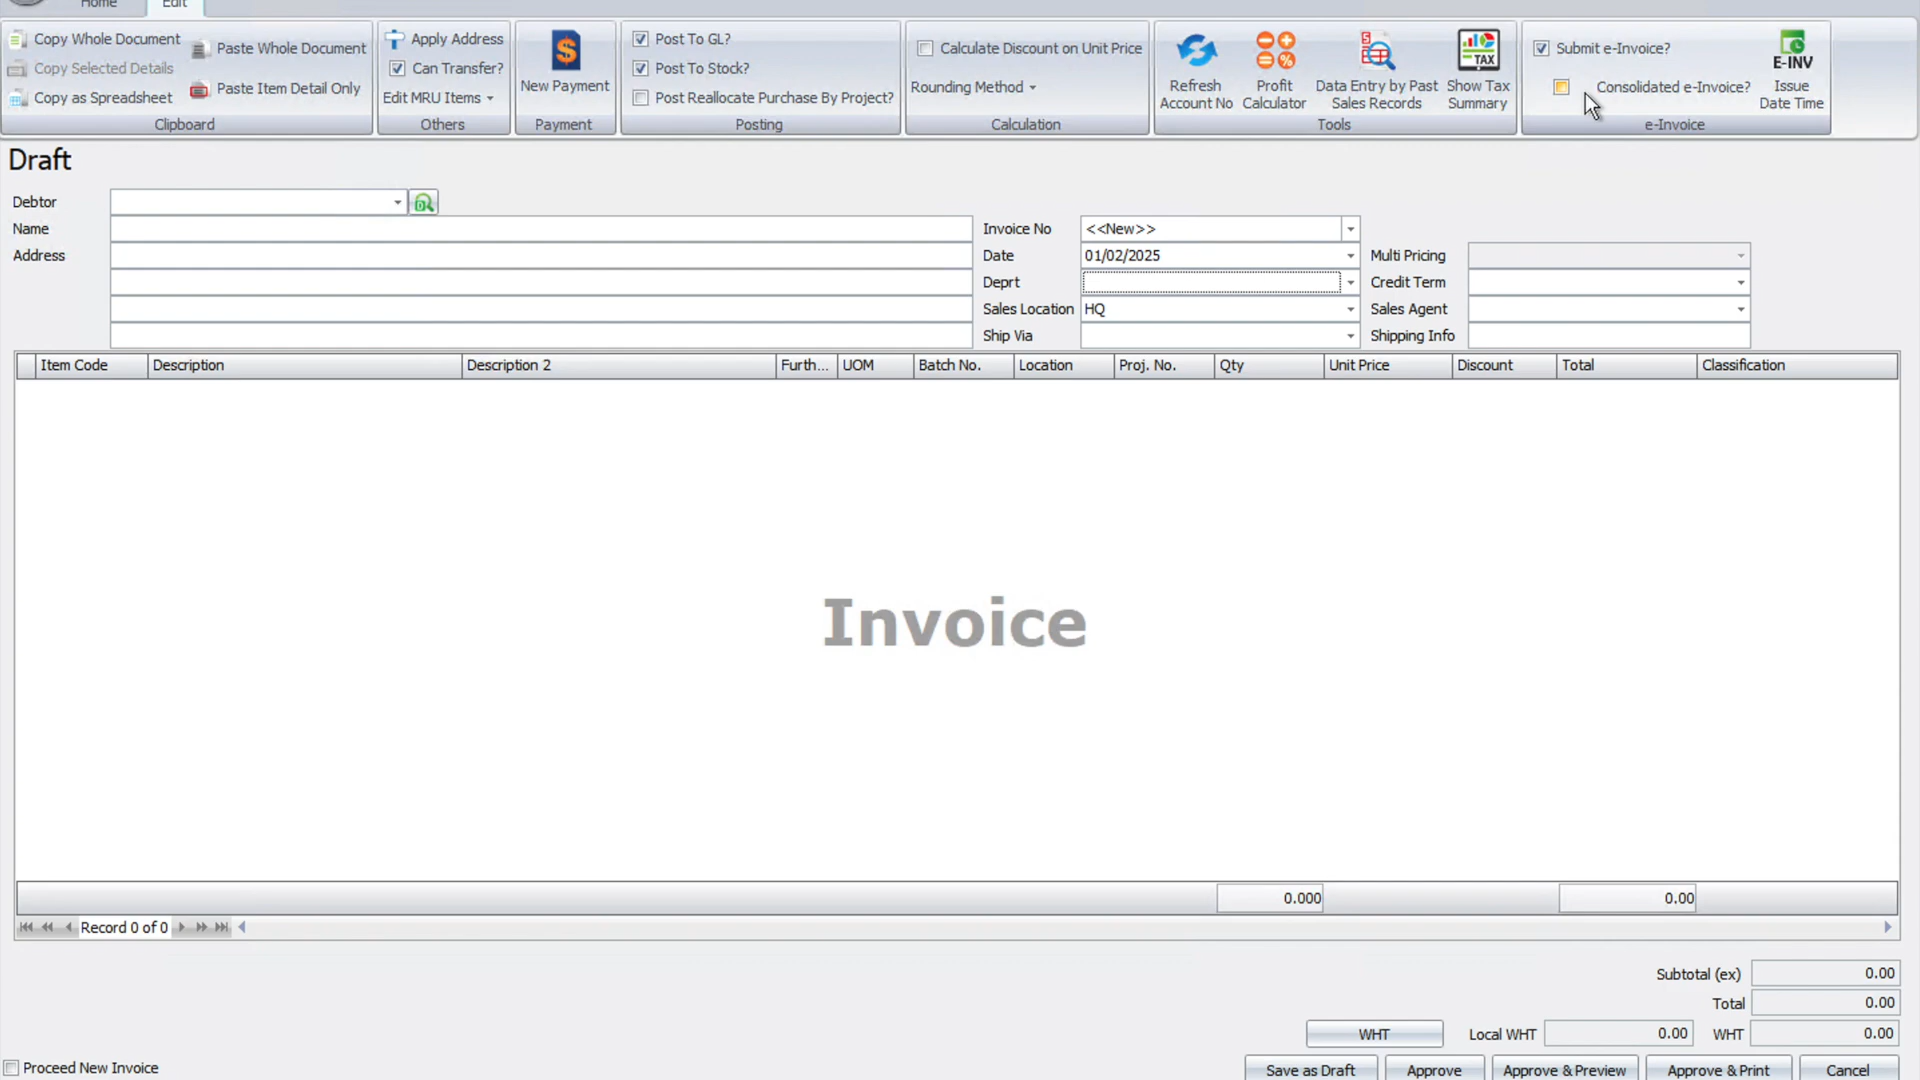 Home
Edit
Copy Whole Document
Copy Selected Details
Copy as Spreadsheet
Paste Whole Document
Paste Item Detail Only
Clipboard
Apply Address
Can Transfer?
Edit MRU Items
Others
New Payment
Payment
Post To GL?
Post To Stock?
Post Reallocate Purchase By Project?
Posting
Calculate Discount on Unit Price
Rounding Method
Calculation
Refresh
Account No
Profit
Calculator
Data Entry by Past
Sales Records
TAX
Show Tax
Summary
Tools
Submit e-Invoice?
Consolidated e-Invoice?
E-INV
Issue
Date Time
e-Invoice
Draft
Debtor
Name
Address
Invoice No <<New>>
Date 01/02/2025
Deprt
Sales Location HQ
Ship Via
Multi Pricing
Credit Term
Sales Agent
Shipping Info
Item Code Description Description 2 Furth... UOM Batch No. Location Proj. No. Qty Unit Price Discount Total Classification
Invoice
0.000 0.00
Record 0 of 0
Subtotal (ex) 0.00
Total 0.00
WHT Local WHT 0.00 WHT 0.00
Proceed New Invoice
Save as Draft Approve Approve & Preview Approve & Print Cancel